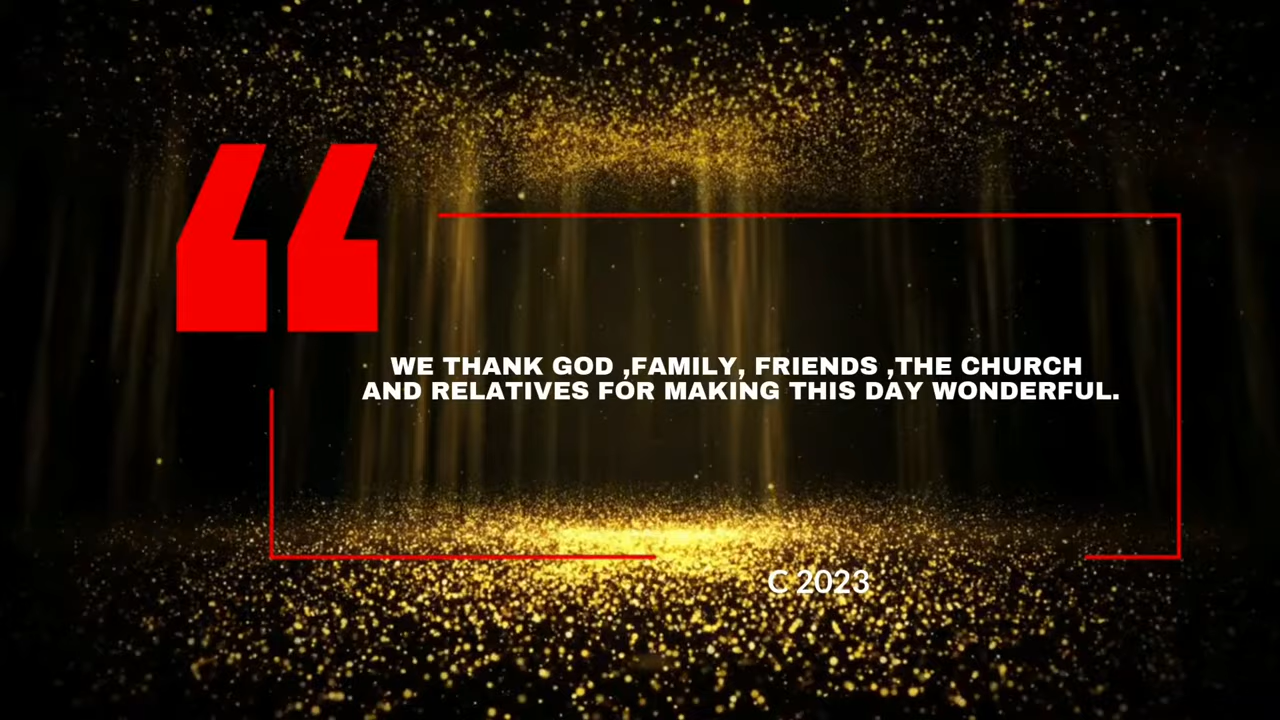 WE THANK GOD ,FAMILY, FRIENDS ,THE CHURCH
AND RELATIVES FOR MAKING THIS DAY WONDERFUL.
C 2023